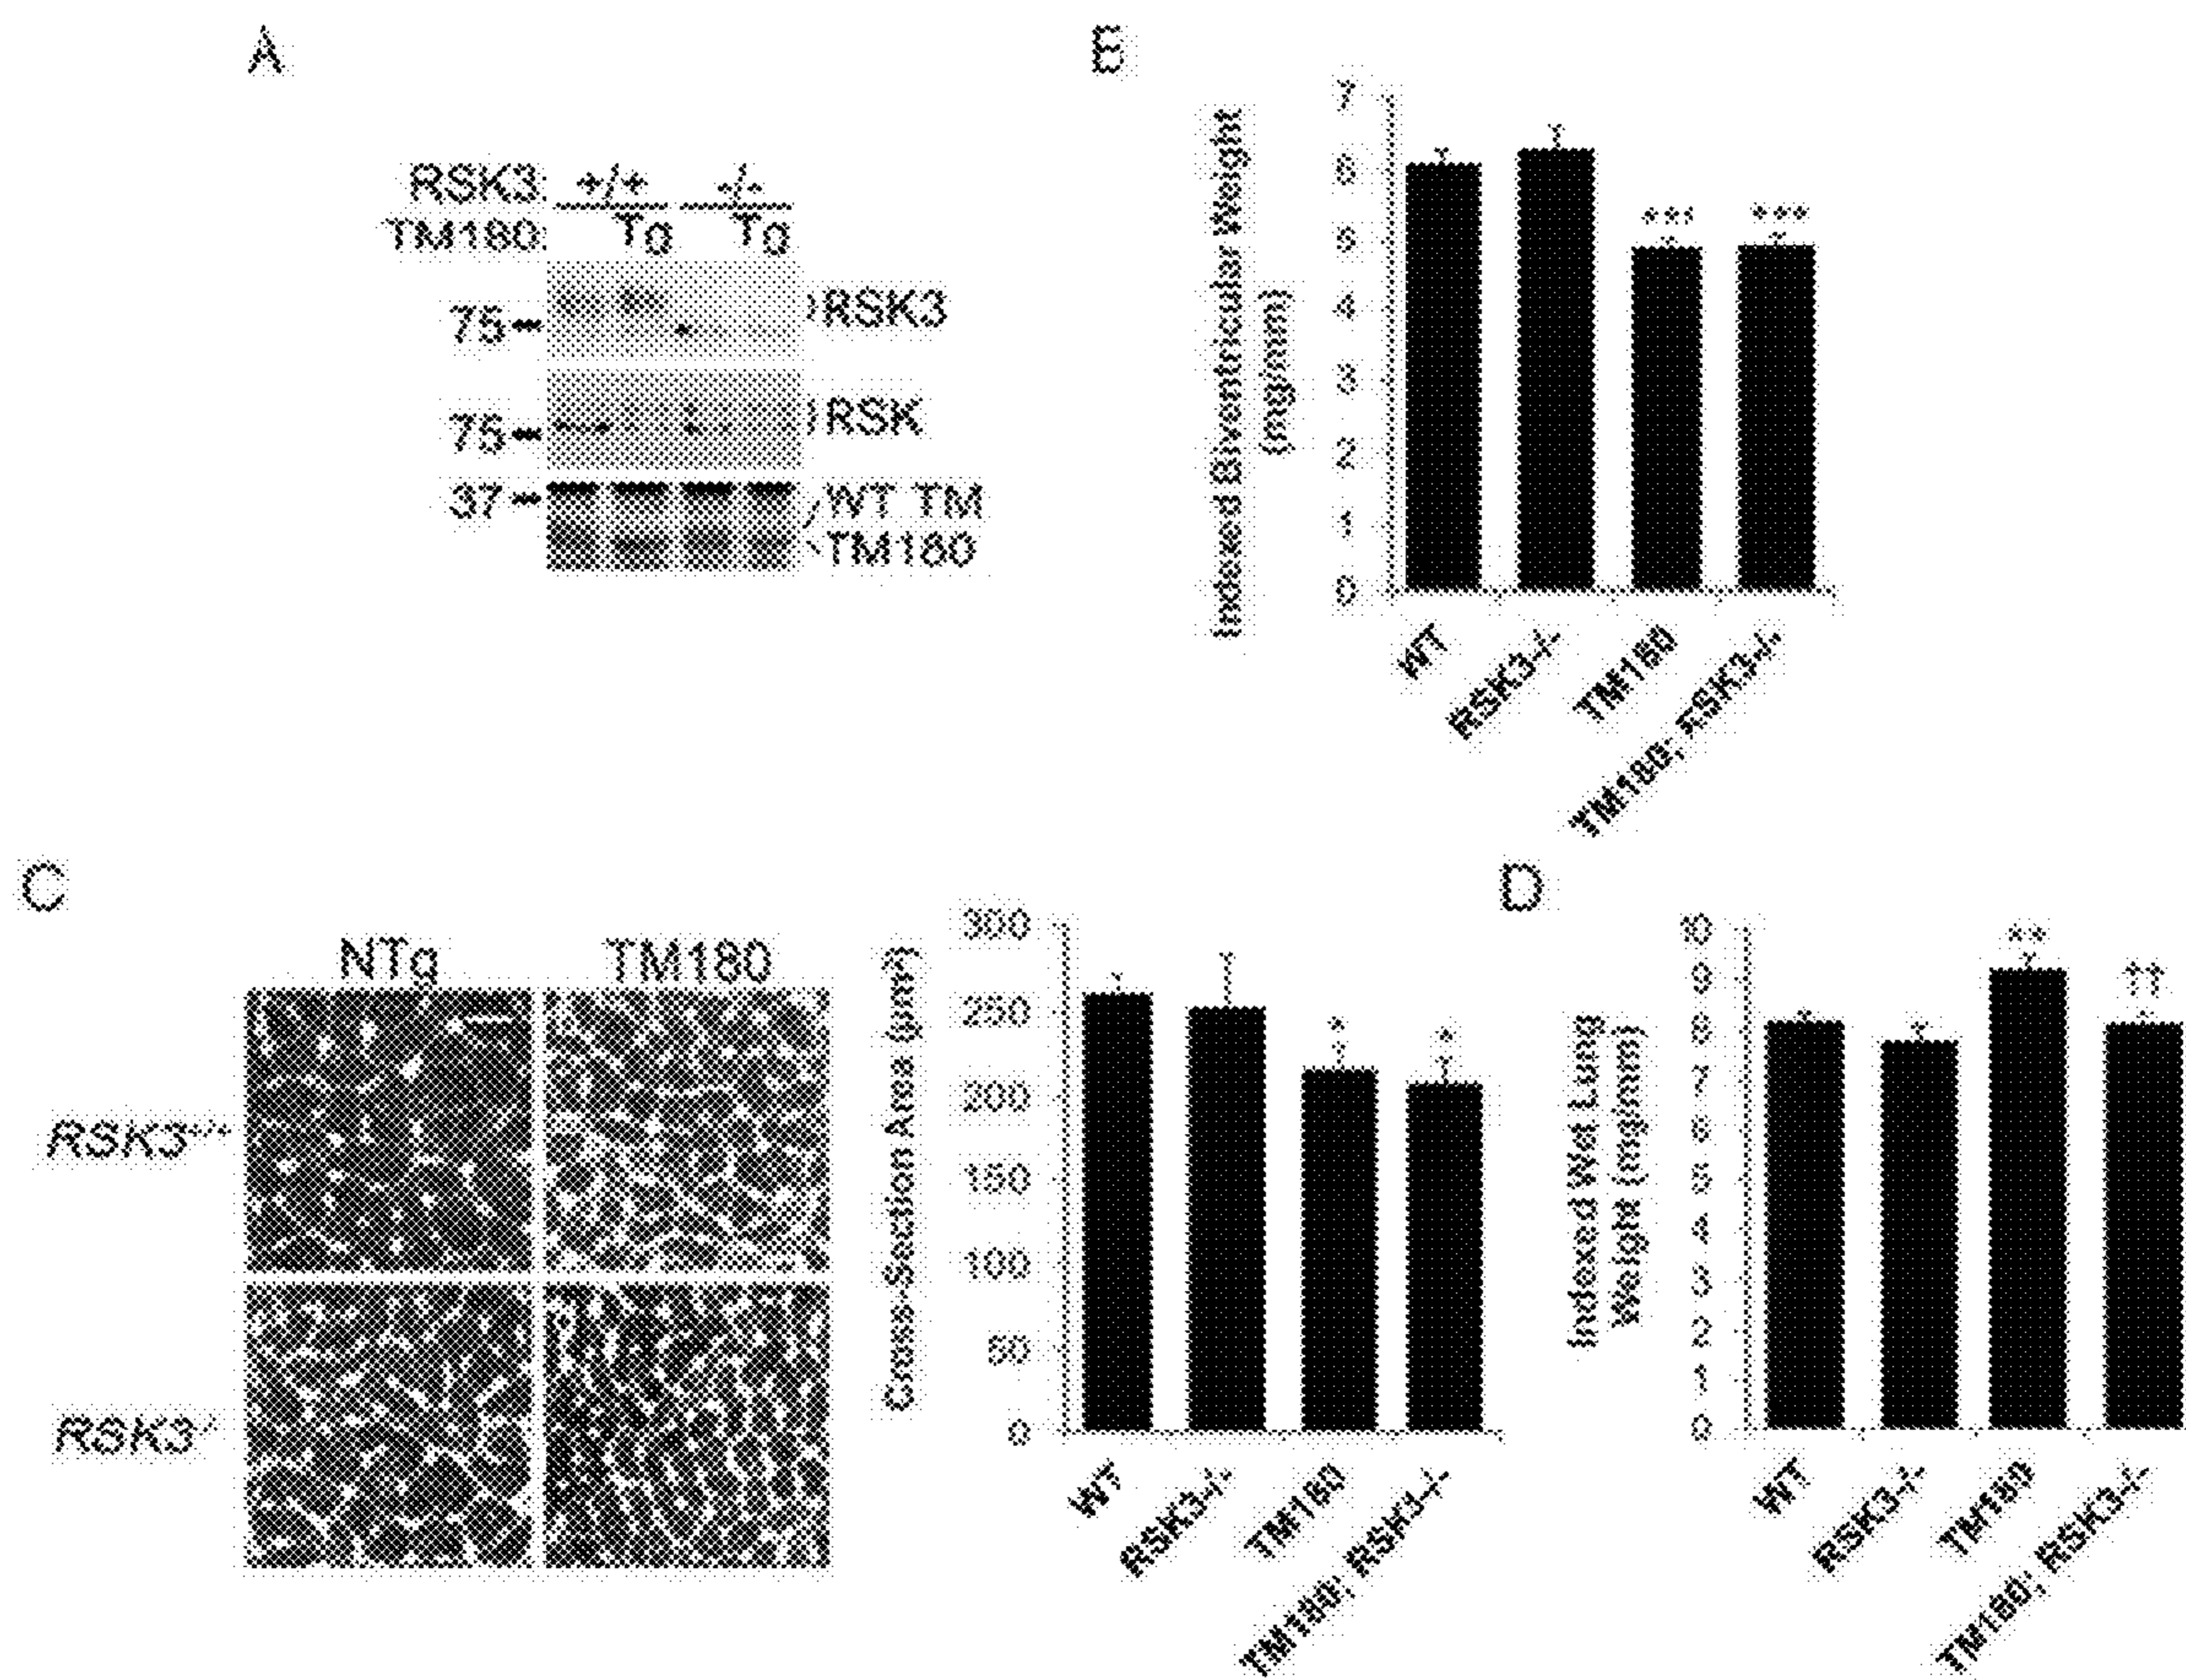 A
RSK3: +/+ -/-
TM180: Tg Tg
75 RSK3
75 RSK
37 WT TM
TM180
B
Indexed Biventricular Weight
(mg/mm)
7
6
5
4
3
2
1
0
***
***
WT
RSK3-/-
TM180
TM180; RSK3-/-
C
NTg TM180
RSK3+/+
RSK3-/-
Cross-Section Area (µm²)
300
250
200
150
100
50
0
*
*
WT
RSK3-/-
TM180
TM180; RSK3-/-
D
Indexed Wet Lung
Weight (mg/mm)
10
9
8
7
6
5
4
3
2
1
0
**
††
WT
RSK3-/-
TM180
TM180; RSK3-/-